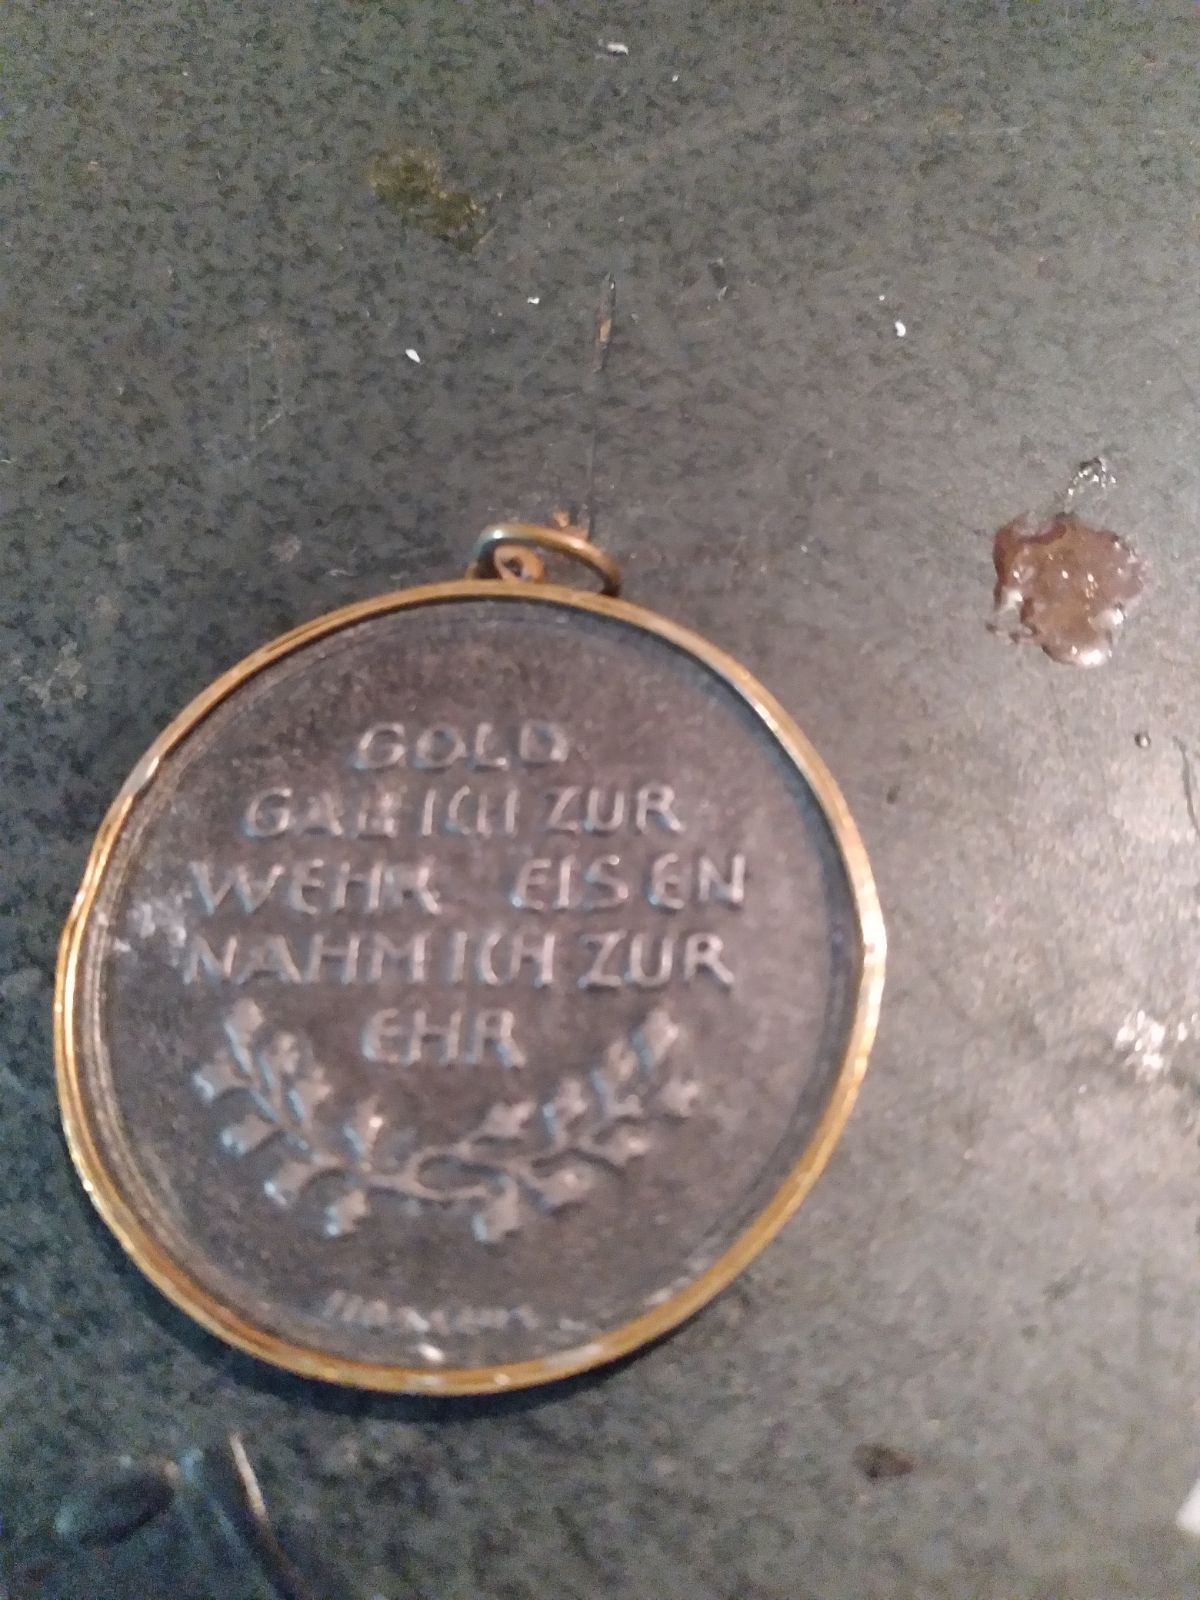 GOLD
GAB ICH ZUR
WEHR EISEN
NAHM ICH ZUR
EHR